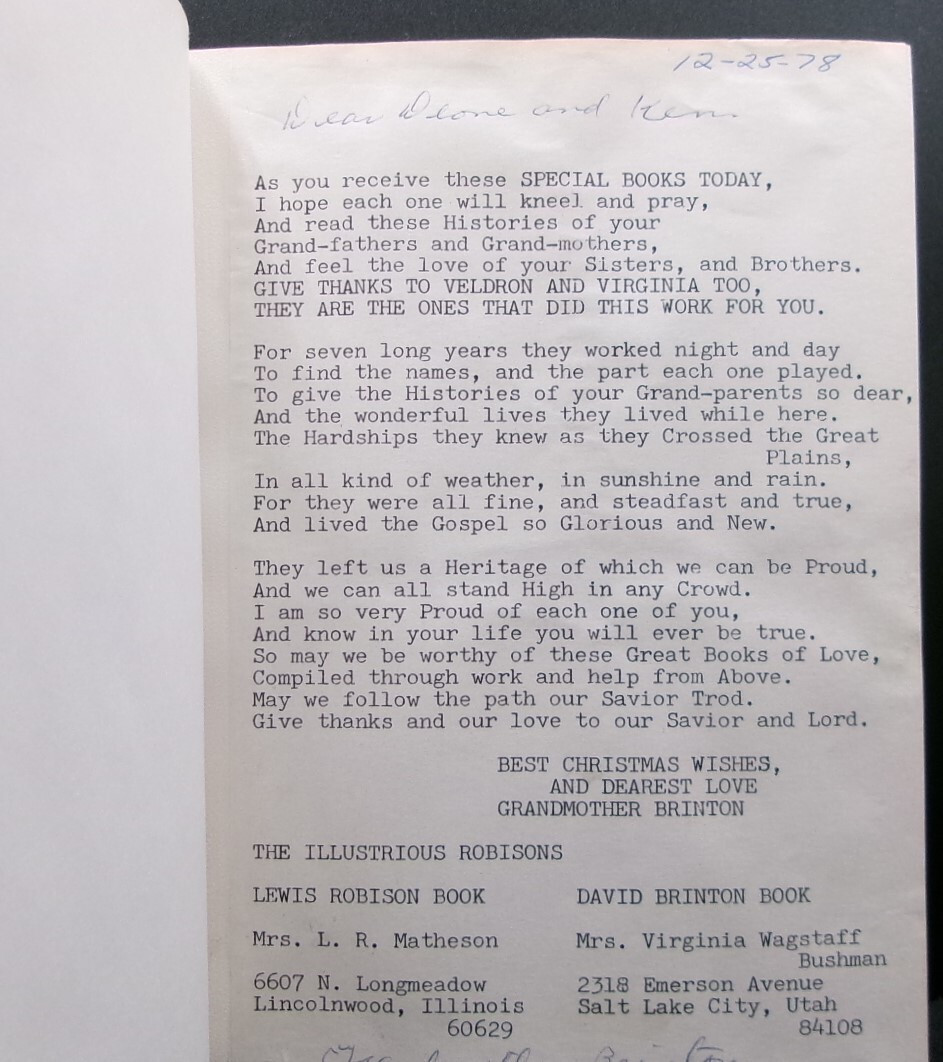 12-25-78
Dear Deone and Ken
As you receive these SPECIAL BOOKS TODAY,
I hope each one will kneel and pray,
And read these Histories of your
Grand-fathers and Grand-mothers,
And feel the love of your Sisters, and Brothers.
GIVE THANKS TO VELDRON AND VIRGINIA TOO,
THEY ARE THE ONES THAT DID THIS WORK FOR YOU.
For seven long years they worked night and day
To find the names, and the part each one played.
To give the Histories of your Grand-parents so dear,
And the wonderful lives they lived while here.
The Hardships they knew as they Crossed the Great
Plains,
In all kind of weather, in sunshine and rain.
For they were all fine, and steadfast and true,
And lived the Gospel so Glorious and New.
They left us a Heritage of which we can be Proud,
And we can all stand High in any Crowd.
I am so very Proud of each one of you,
And know in your life you will ever be true.
So may we be worthy of these Great Books of Love,
Compiled through work and help from Above.
May we follow the path our Savior Trod.
Give thanks and our love to our Savior and Lord.
BEST CHRISTMAS WISHES,
AND DEAREST LOVE
GRANDMOTHER BRINTON
THE ILLUSTRIOUS ROBISONS
LEWIS ROBISON BOOK DAVID BRINTON BOOK
Mrs. L. R. Matheson Mrs. Virginia Wagstaff
Bushman
6607 N. Longmeadow 2318 Emerson Avenue
Lincolnwood, Illinois Salt Lake City, Utah
60629 84108
Brinton